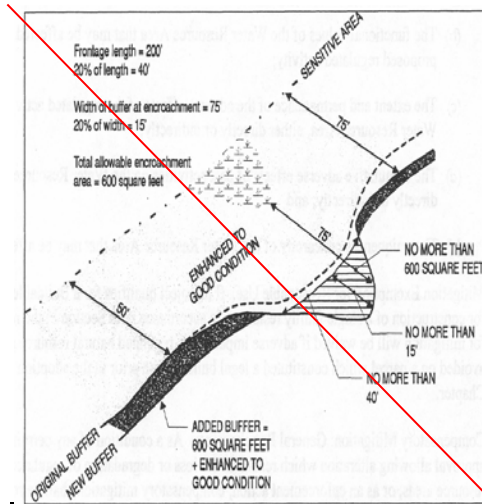 Frontage length = 200'
20% of length = 40'
Width of buffer at encroachment = 75'
20% of width = 15'
Total allowable encroachment
area = 600 square feet
SENSITIVE AREA
75'
75'
ENHANCED TO
GOOD CONDITION
NO MORE THAN
600 SQUARE FEET
NO MORE THAN
15'
NO MORE THAN
40'
ADDED BUFFER =
600 SQUARE FEET
+ ENHANCED TO
GOOD CONDITION
ORIGINAL BUFFER
NEW BUFFER